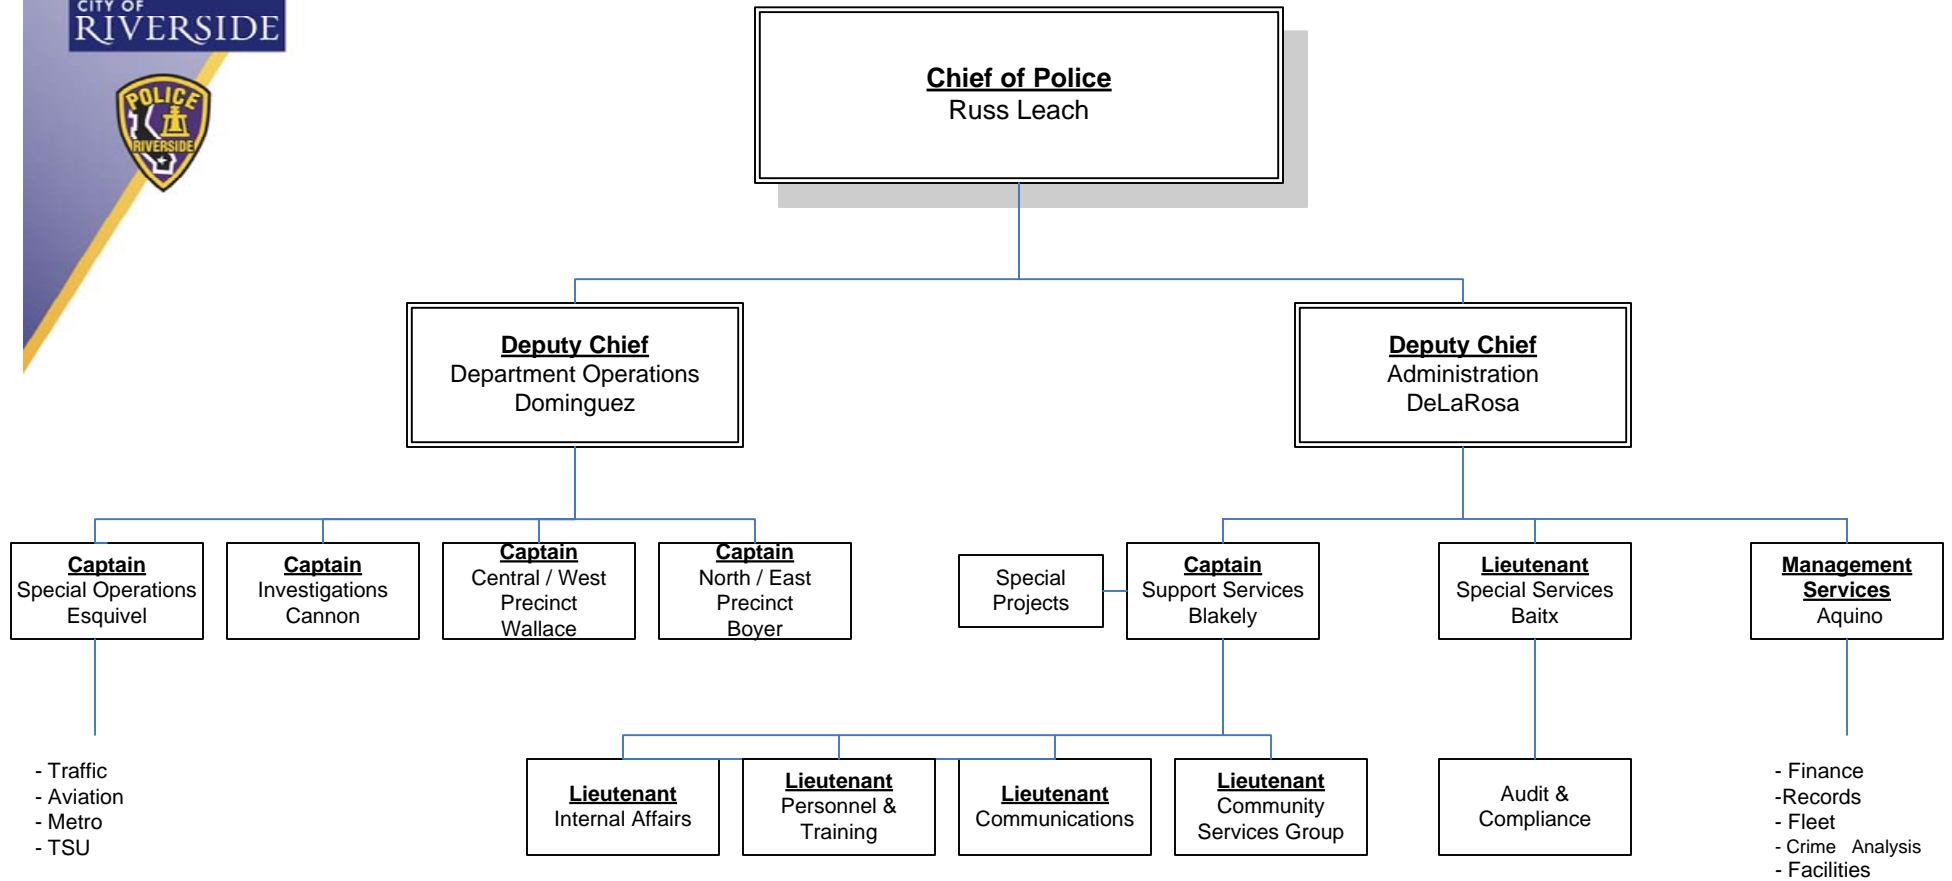 CITY OF
RIVERSIDE
POLICE
RIVERSIDE
Chief of Police
Russ Leach
Deputy Chief
Department Operations
Dominguez
Deputy Chief
Administration
DeLaRosa
Captain
Special Operations
Esquivel
Captain
Investigations
Cannon
Captain
Central / West
Precinct
Wallace
Captain
North / East
Precinct
Boyer
Special
Projects
Captain
Support Services
Blakely
Lieutenant
Special Services
Baitx
Management
Services
Aquino
- Traffic
- Aviation
- Metro
- TSU
Lieutenant
Internal Affairs
Lieutenant
Personnel &
Training
Lieutenant
Communications
Lieutenant
Community
Services Group
Audit &
Compliance
- Finance
-Records
- Fleet
- Crime Analysis
- Facilities